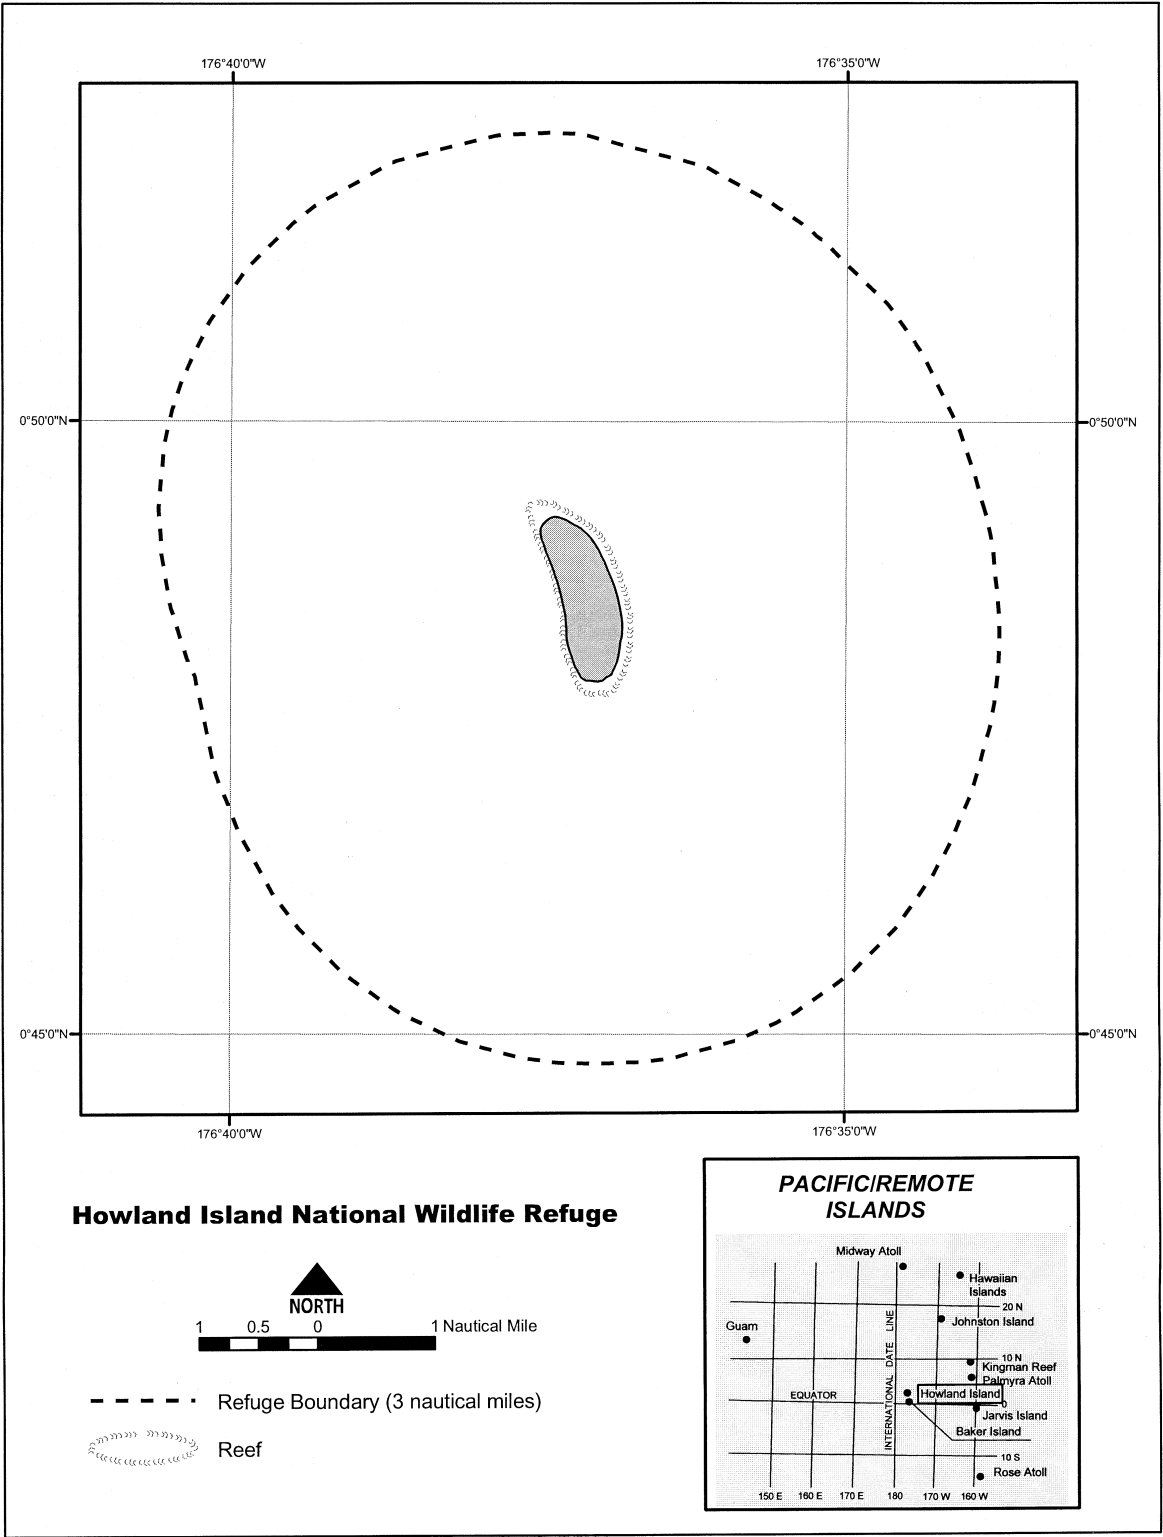 176°40'0"W
176°35'0"W
0°50'0"N
0°50'0"N
0°45'0"N
0°45'0"N
176°40'0"W
176°35'0"W
Howland Island National Wildlife Refuge
NORTH
1 0.5 0 1 Nautical Mile
Refuge Boundary (3 nautical miles)
Reef
PACIFIC/REMOTE
ISLANDS
Midway Atoll
Hawaiian
Islands
20 N
Johnston Island
Guam
INTERNATIONAL DATE LINE
10 N
Kingman Reef
Palmyra Atoll
EQUATOR
Howland Island
0
Jarvis Island
Baker Island
10 S
Rose Atoll
150 E 160 E 170 E 180 170 W 160 W